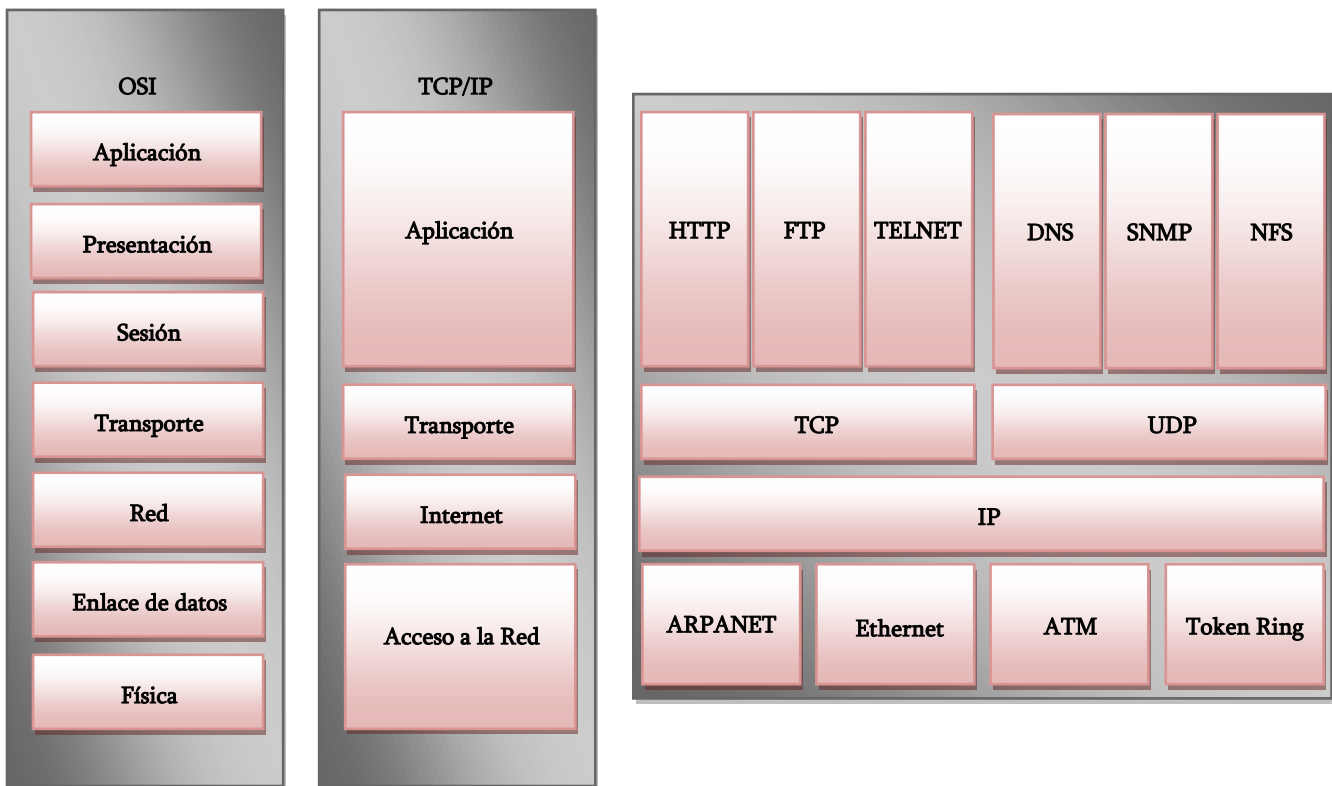 OSI
Aplicación
Presentación
Sesión
Transporte
Red
Enlace de datos
Física
TCP/IP
Aplicación
Transporte
Internet
Acceso a la Red
HTTP
FTP
TELNET
DNS
SNMP
NFS
TCP
UDP
IP
ARPANET
Ethernet
ATM
Token Ring